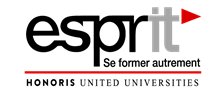 esprit
Se former autrement
HONORIS UNITED UNIVERSITIES